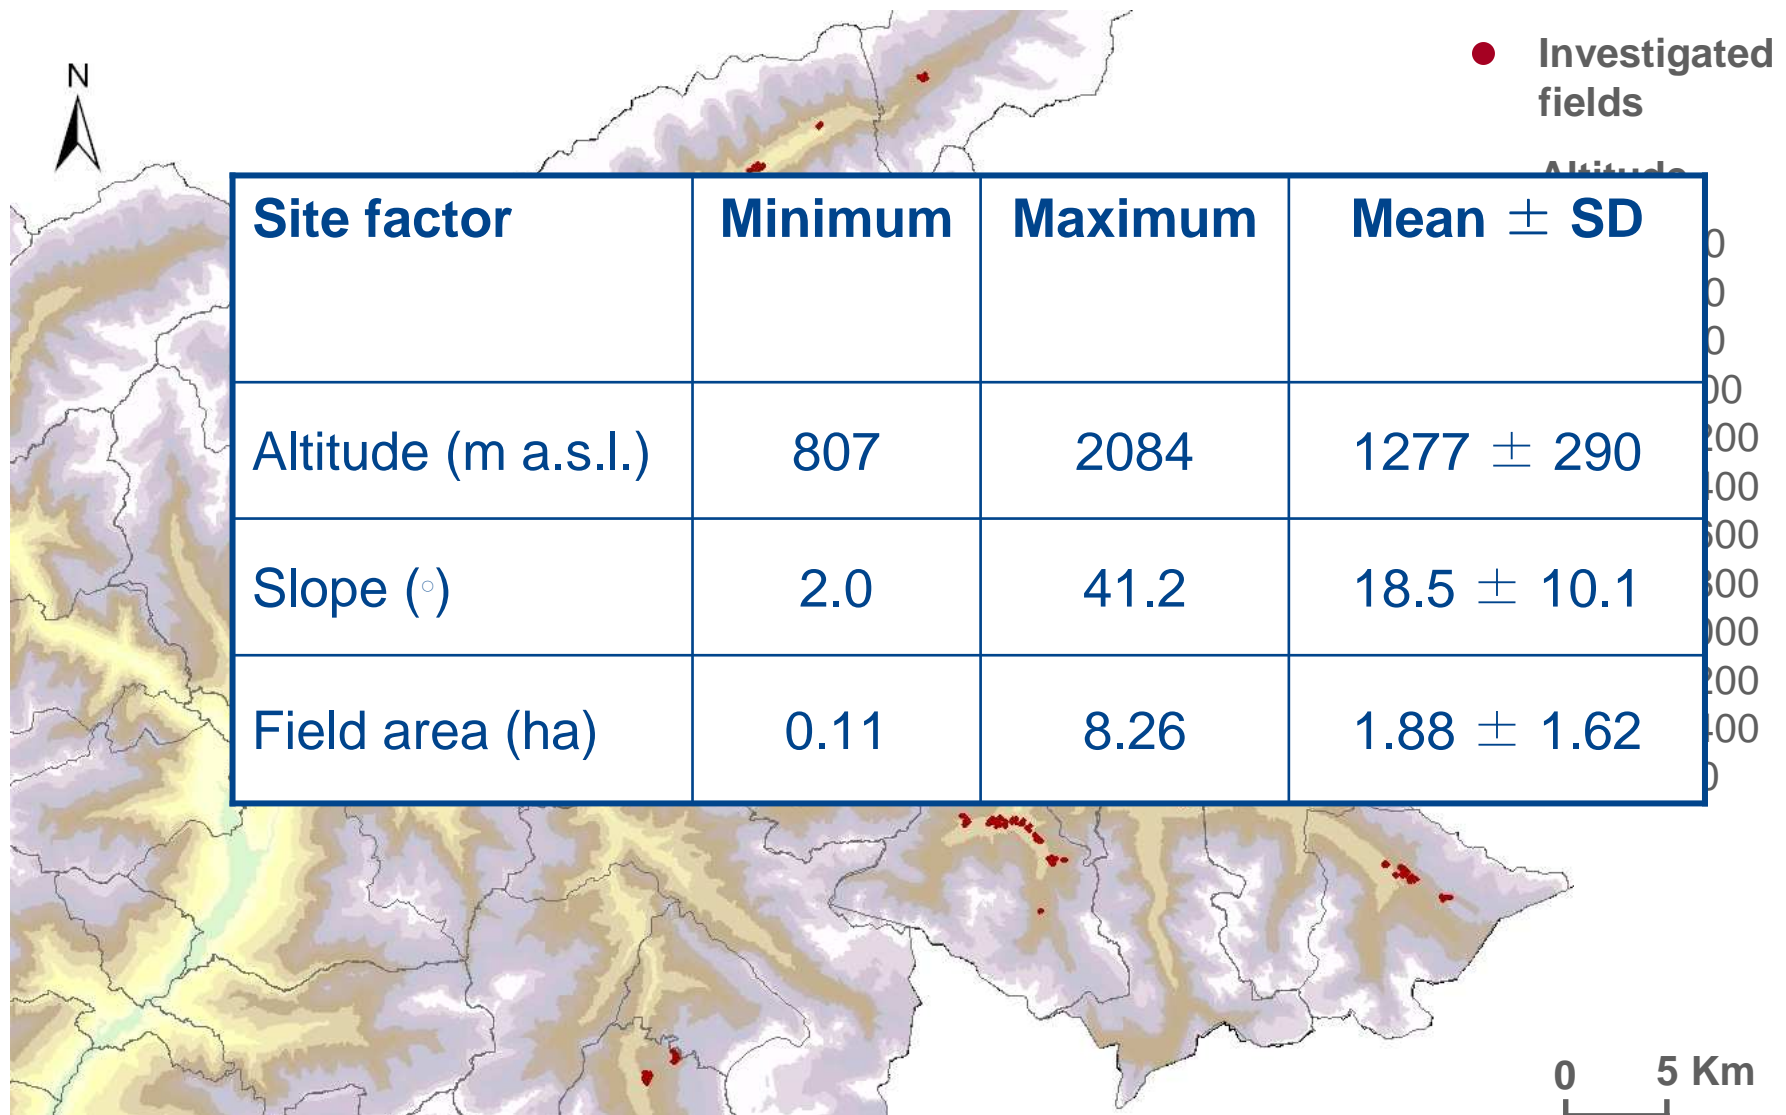 N
Investigated
fields
Altitude
Site factor Minimum Maximum Mean ± SD
Altitude (m a.s.l.) 807 2084 1277 ± 290
Slope (°) 2.0 41.2 18.5 ± 10.1
Field area (ha) 0.11 8.26 1.88 ± 1.62
0 5 Km